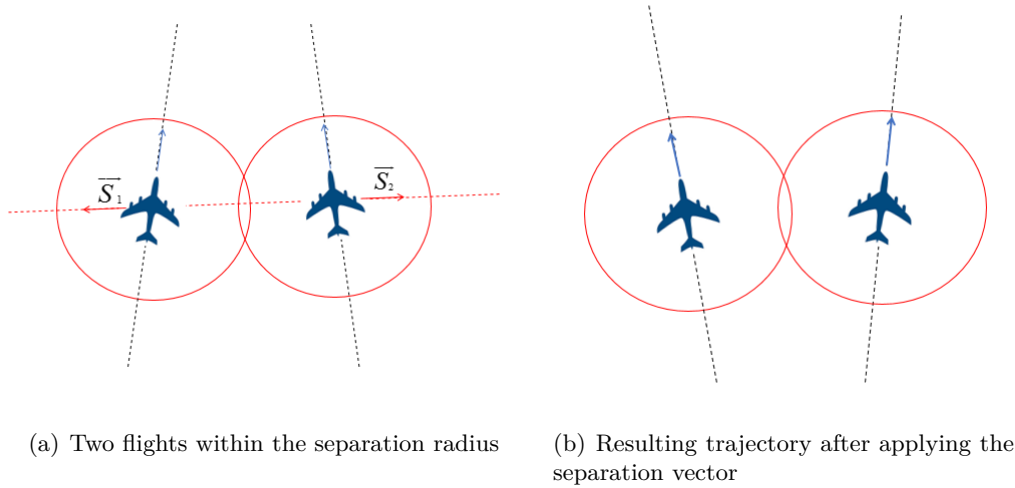 S₁
S₂
(a) Two flights within the separation radius
(b) Resulting trajectory after applying the
separation vector